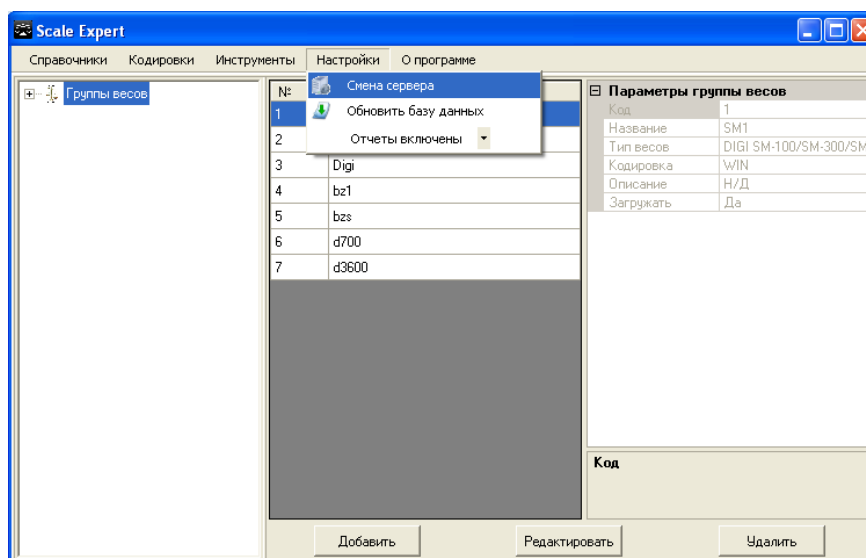 Scale Expert
Справочники Кодировки Инструменты Настройки О программе
Группы весов
№
Смена сервера
Обновить базу данных
Отчеты включены
1
2
3 Digi
4 bz1
5 bzs
6 d700
7 d3600
Параметры группы весов
Код 1
Название SM1
Тип весов DIGI SM-100/SM-300/SM
Кодировка WIN
Описание Н/Д
Загружать Да
Код
Добавить Редактировать Удалить